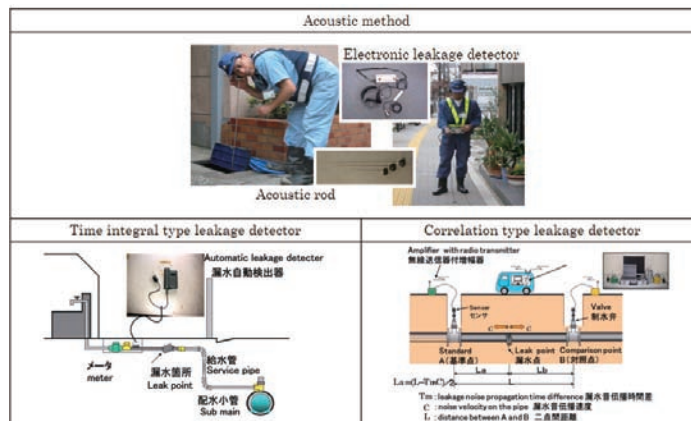 Acoustic method
Electronic leakage detector
Acoustic rod
Time integral type leakage detector
Automatic leakage detecter
漏水自動検出器
メータ
meter
漏水箇所
Leak point
給水管
Service pipe
配水小管
Sub main
Correlation type leakage detector
Amplifier with radio transmitter
無線送信器付増幅器
Sensor
センサ
Valve
制水弁
Standard
A(基準点)
Leak point
漏水点
Comparison point
B(対照点)
C C
La
Lb
L
La=(L-Tm×C)/2
Tm : leakage noise propagation time difference 漏水音伝播時間差
C : noise velocity on the pipe 漏水音伝播速度
L : distance between A and B 二点間距離